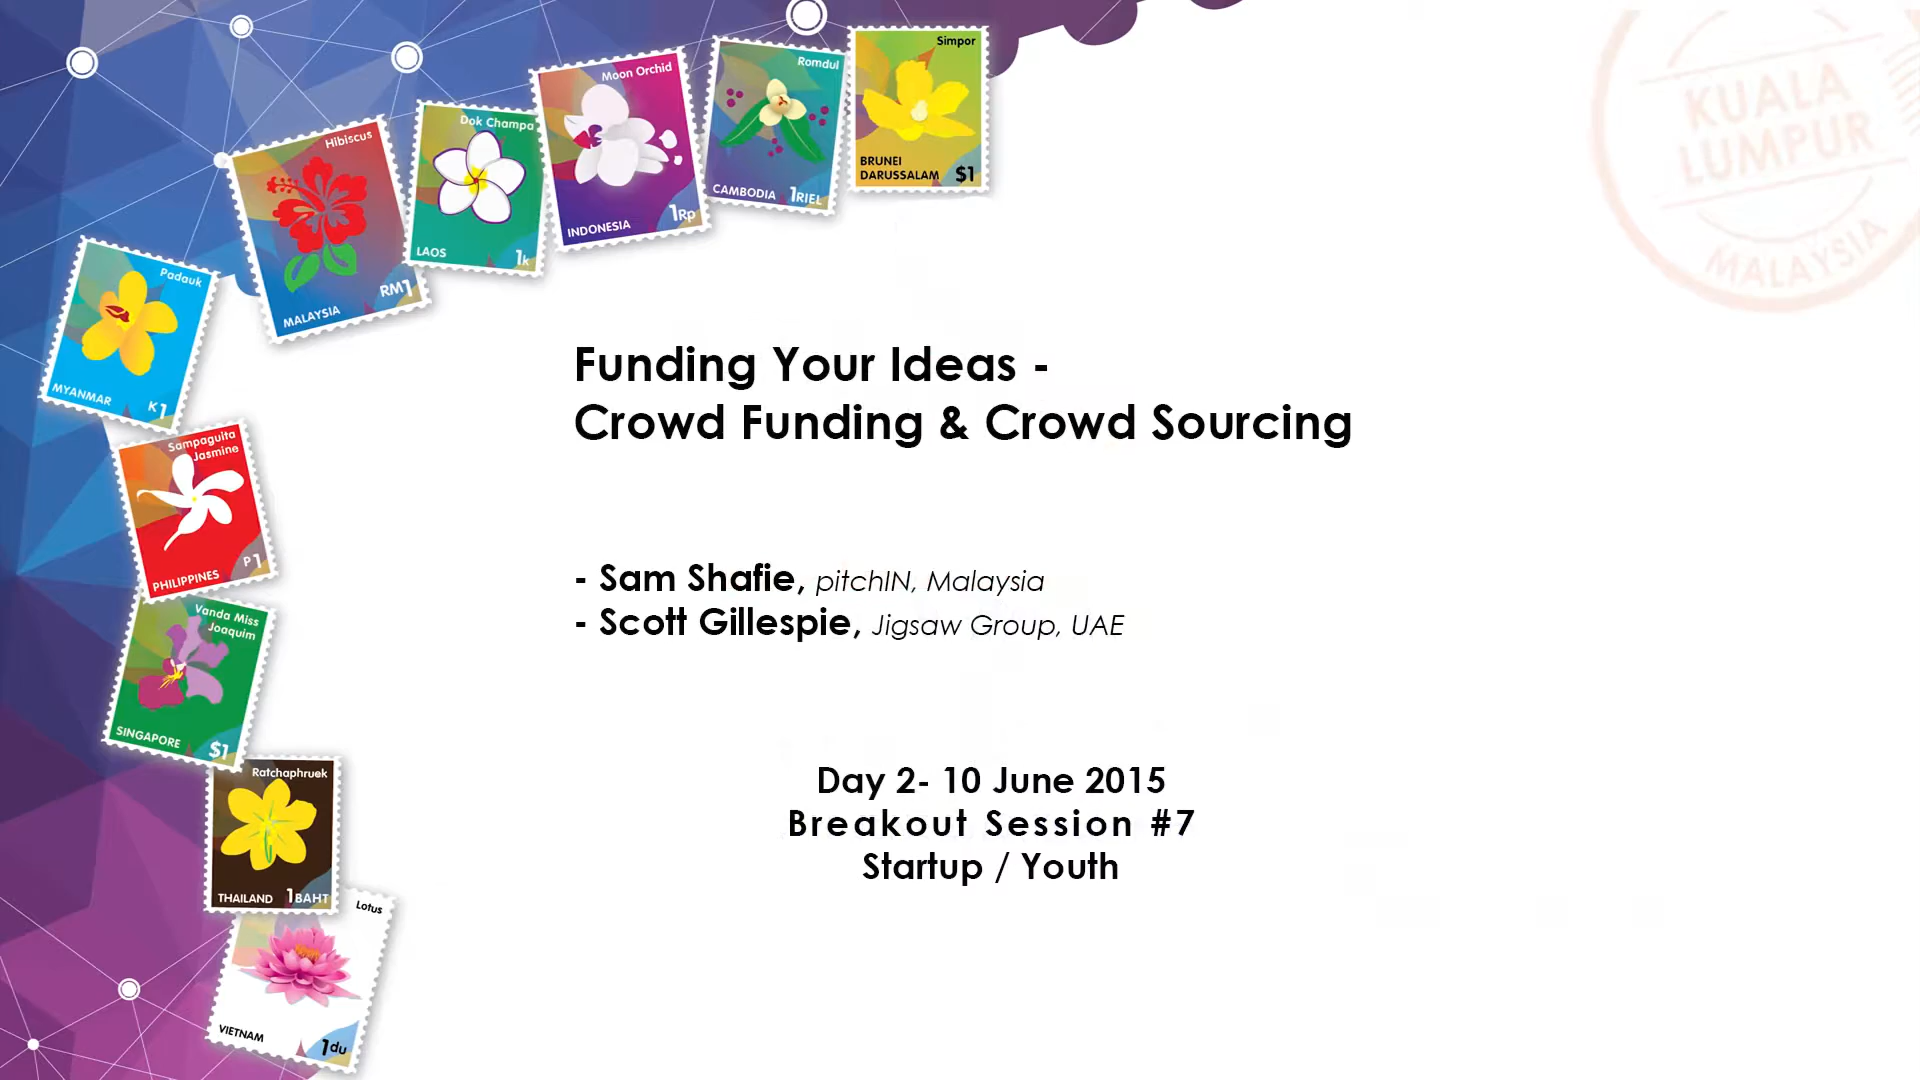 Simpor
BRUNEI
DARUSSALAM $1
Romdul
CAMBODIA 1RIEL
Moon Orchid
INDONESIA 1Rp
Dok Champa
LAOS 1k
Hibiscus
MALAYSIA RM1
Padauk
MYANMAR K1
Sampaguita
Jasmine
PHILIPPINES P1
Vanda Miss
Joaquim
SINGAPORE $1
Ratchaphruek
THAILAND 1BAHT
Lotus
VIETNAM 1du
KUALA
LUMPUR
MALAYSIA
Funding Your Ideas -
Crowd Funding & Crowd Sourcing
- Sam Shafie, pitchIN, Malaysia
- Scott Gillespie, Jigsaw Group, UAE
Day 2- 10 June 2015
Breakout Session #7
Startup / Youth